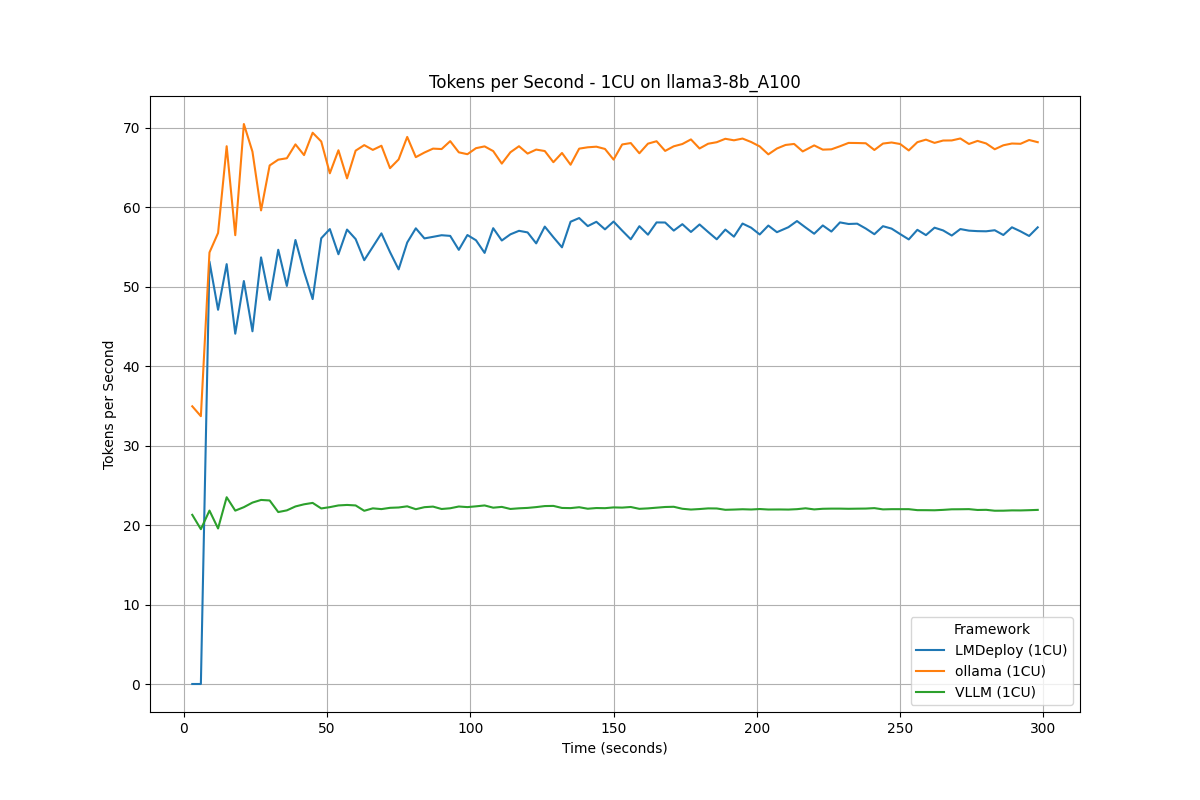 Tokens per Second - 1CU on llama3-8b_A100
Tokens per Second
70
60
50
40
30
20
10
0
0 50 100 150 200 250 300
Time (seconds)
Framework
LMDeploy (1CU)
ollama (1CU)
VLLM (1CU)